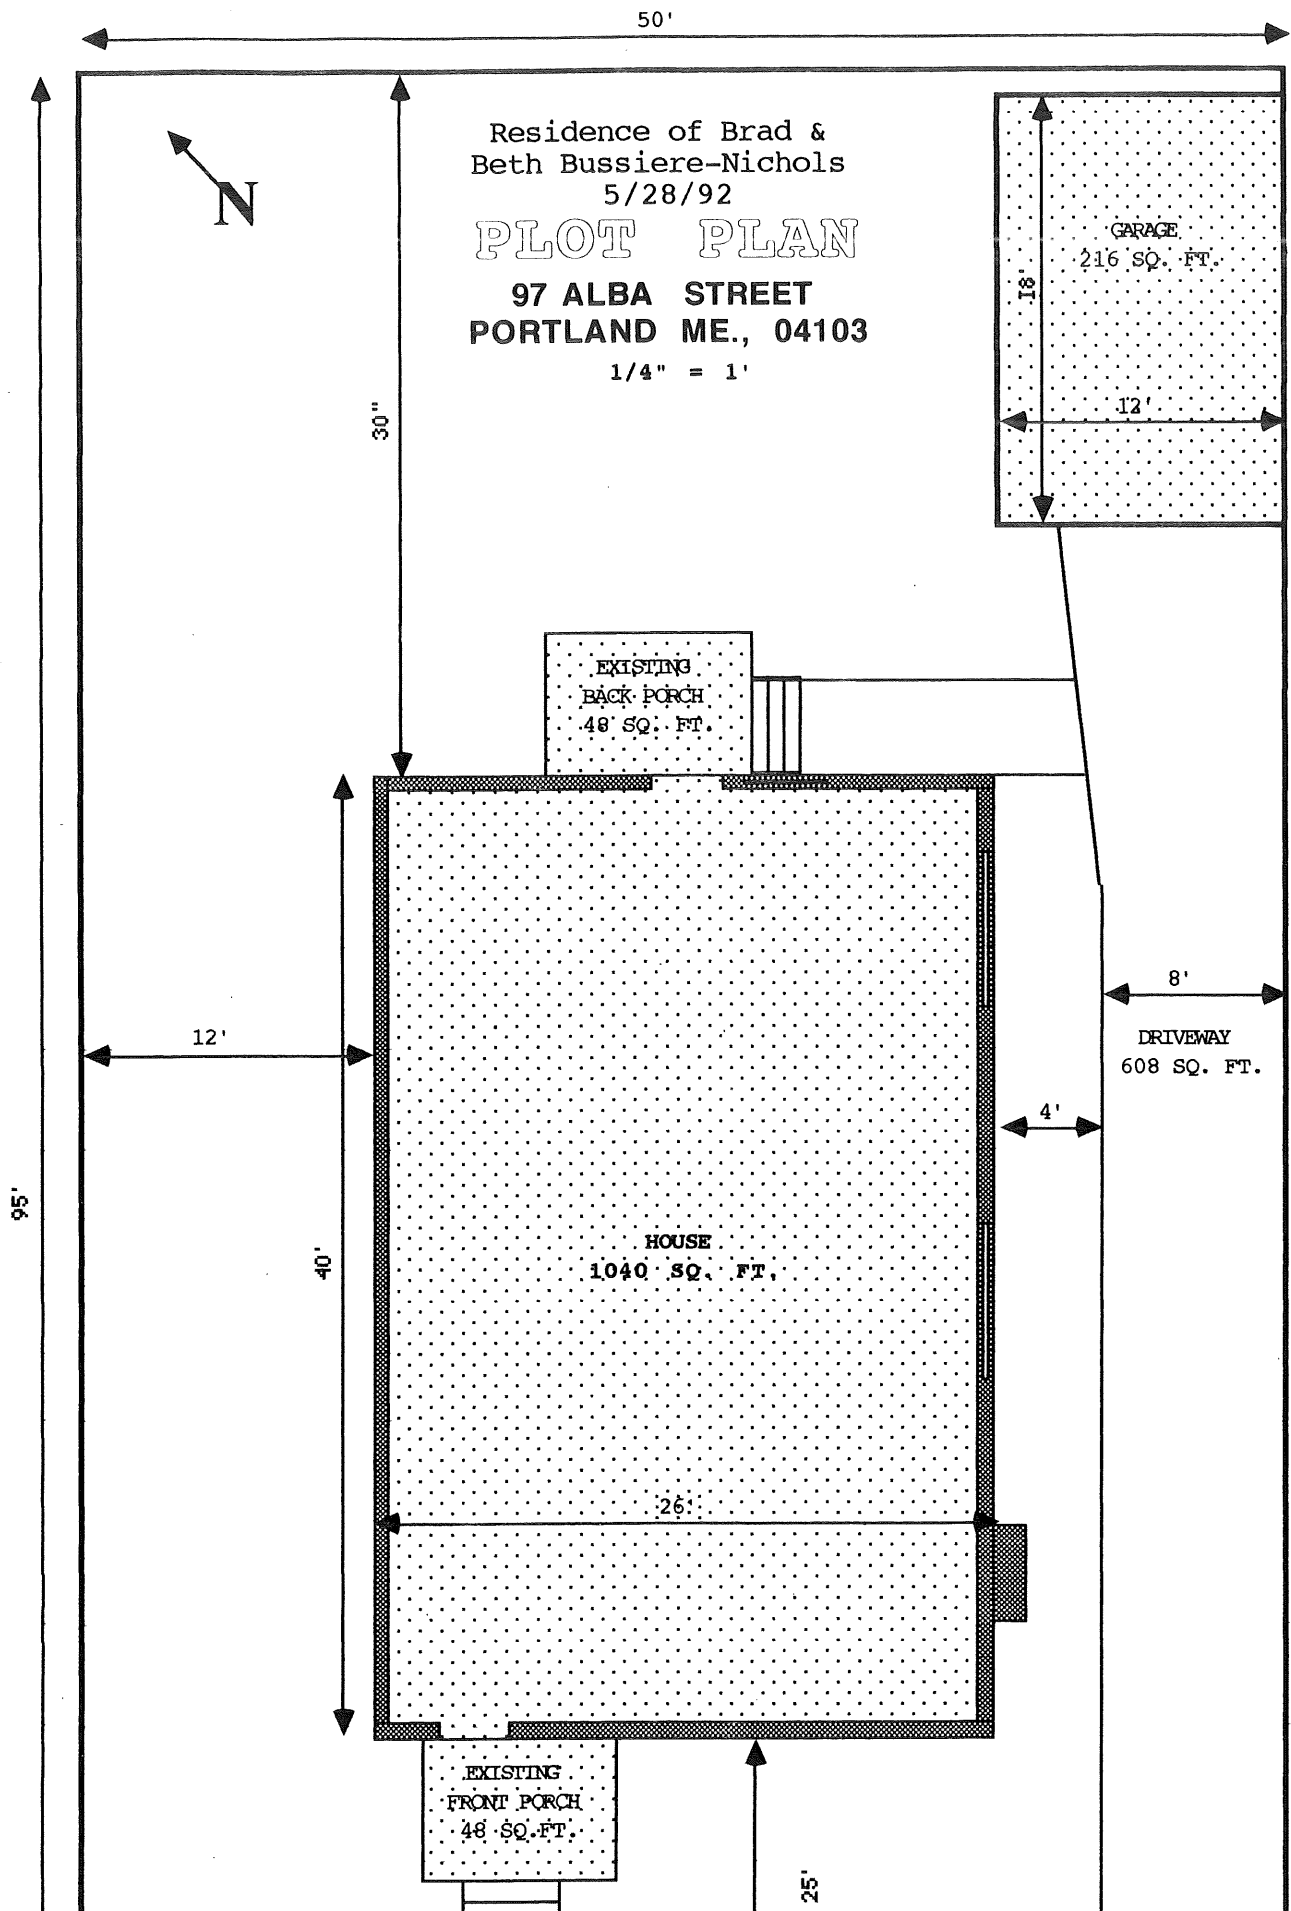 50'
N
Residence of Brad &
Beth Bussiere-Nichols
5/28/92
PLOT PLAN
97 ALBA STREET
PORTLAND ME., 04103
1/4" = 1'
GARAGE
216 SQ. FT.
18'
12'
30"
EXISTING
BACK PORCH
48 SQ. FT.
8'
DRIVEWAY
608 SQ. FT.
12'
4'
95'
40'
HOUSE
1040 SQ. FT.
26'
EXISTING
FRONT PORCH
48 SQ.FT.
25'